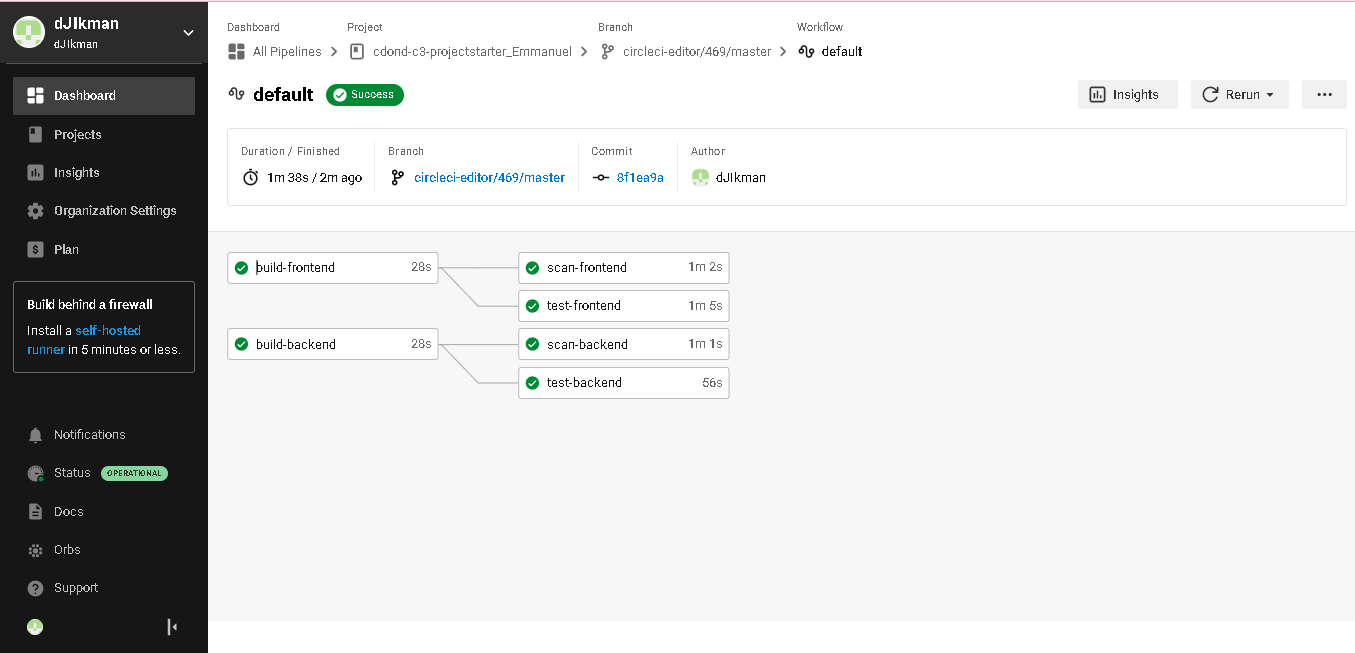 dJIkman
dJIkman
Dashboard
Projects
Insights
Organization Settings
Plan
Build behind a firewall
Install a self-hosted
runner in 5 minutes or less.
Notifications
Status OPERATIONAL
Docs
Orbs
Support
Dashboard Project Branch Workflow
All Pipelines cdond-c3-projectstarter_Emmanuel circleci-editor/469/master default
default Success Insights Rerun
Duration / Finished Branch Commit Author
1m 38s / 2m ago circleci-editor/469/master 8f1ea9a dJIkman
build-frontend 28s scan-frontend 1m 2s
test-frontend 1m 5s
build-backend 28s scan-backend 1m 1s
test-backend 56s